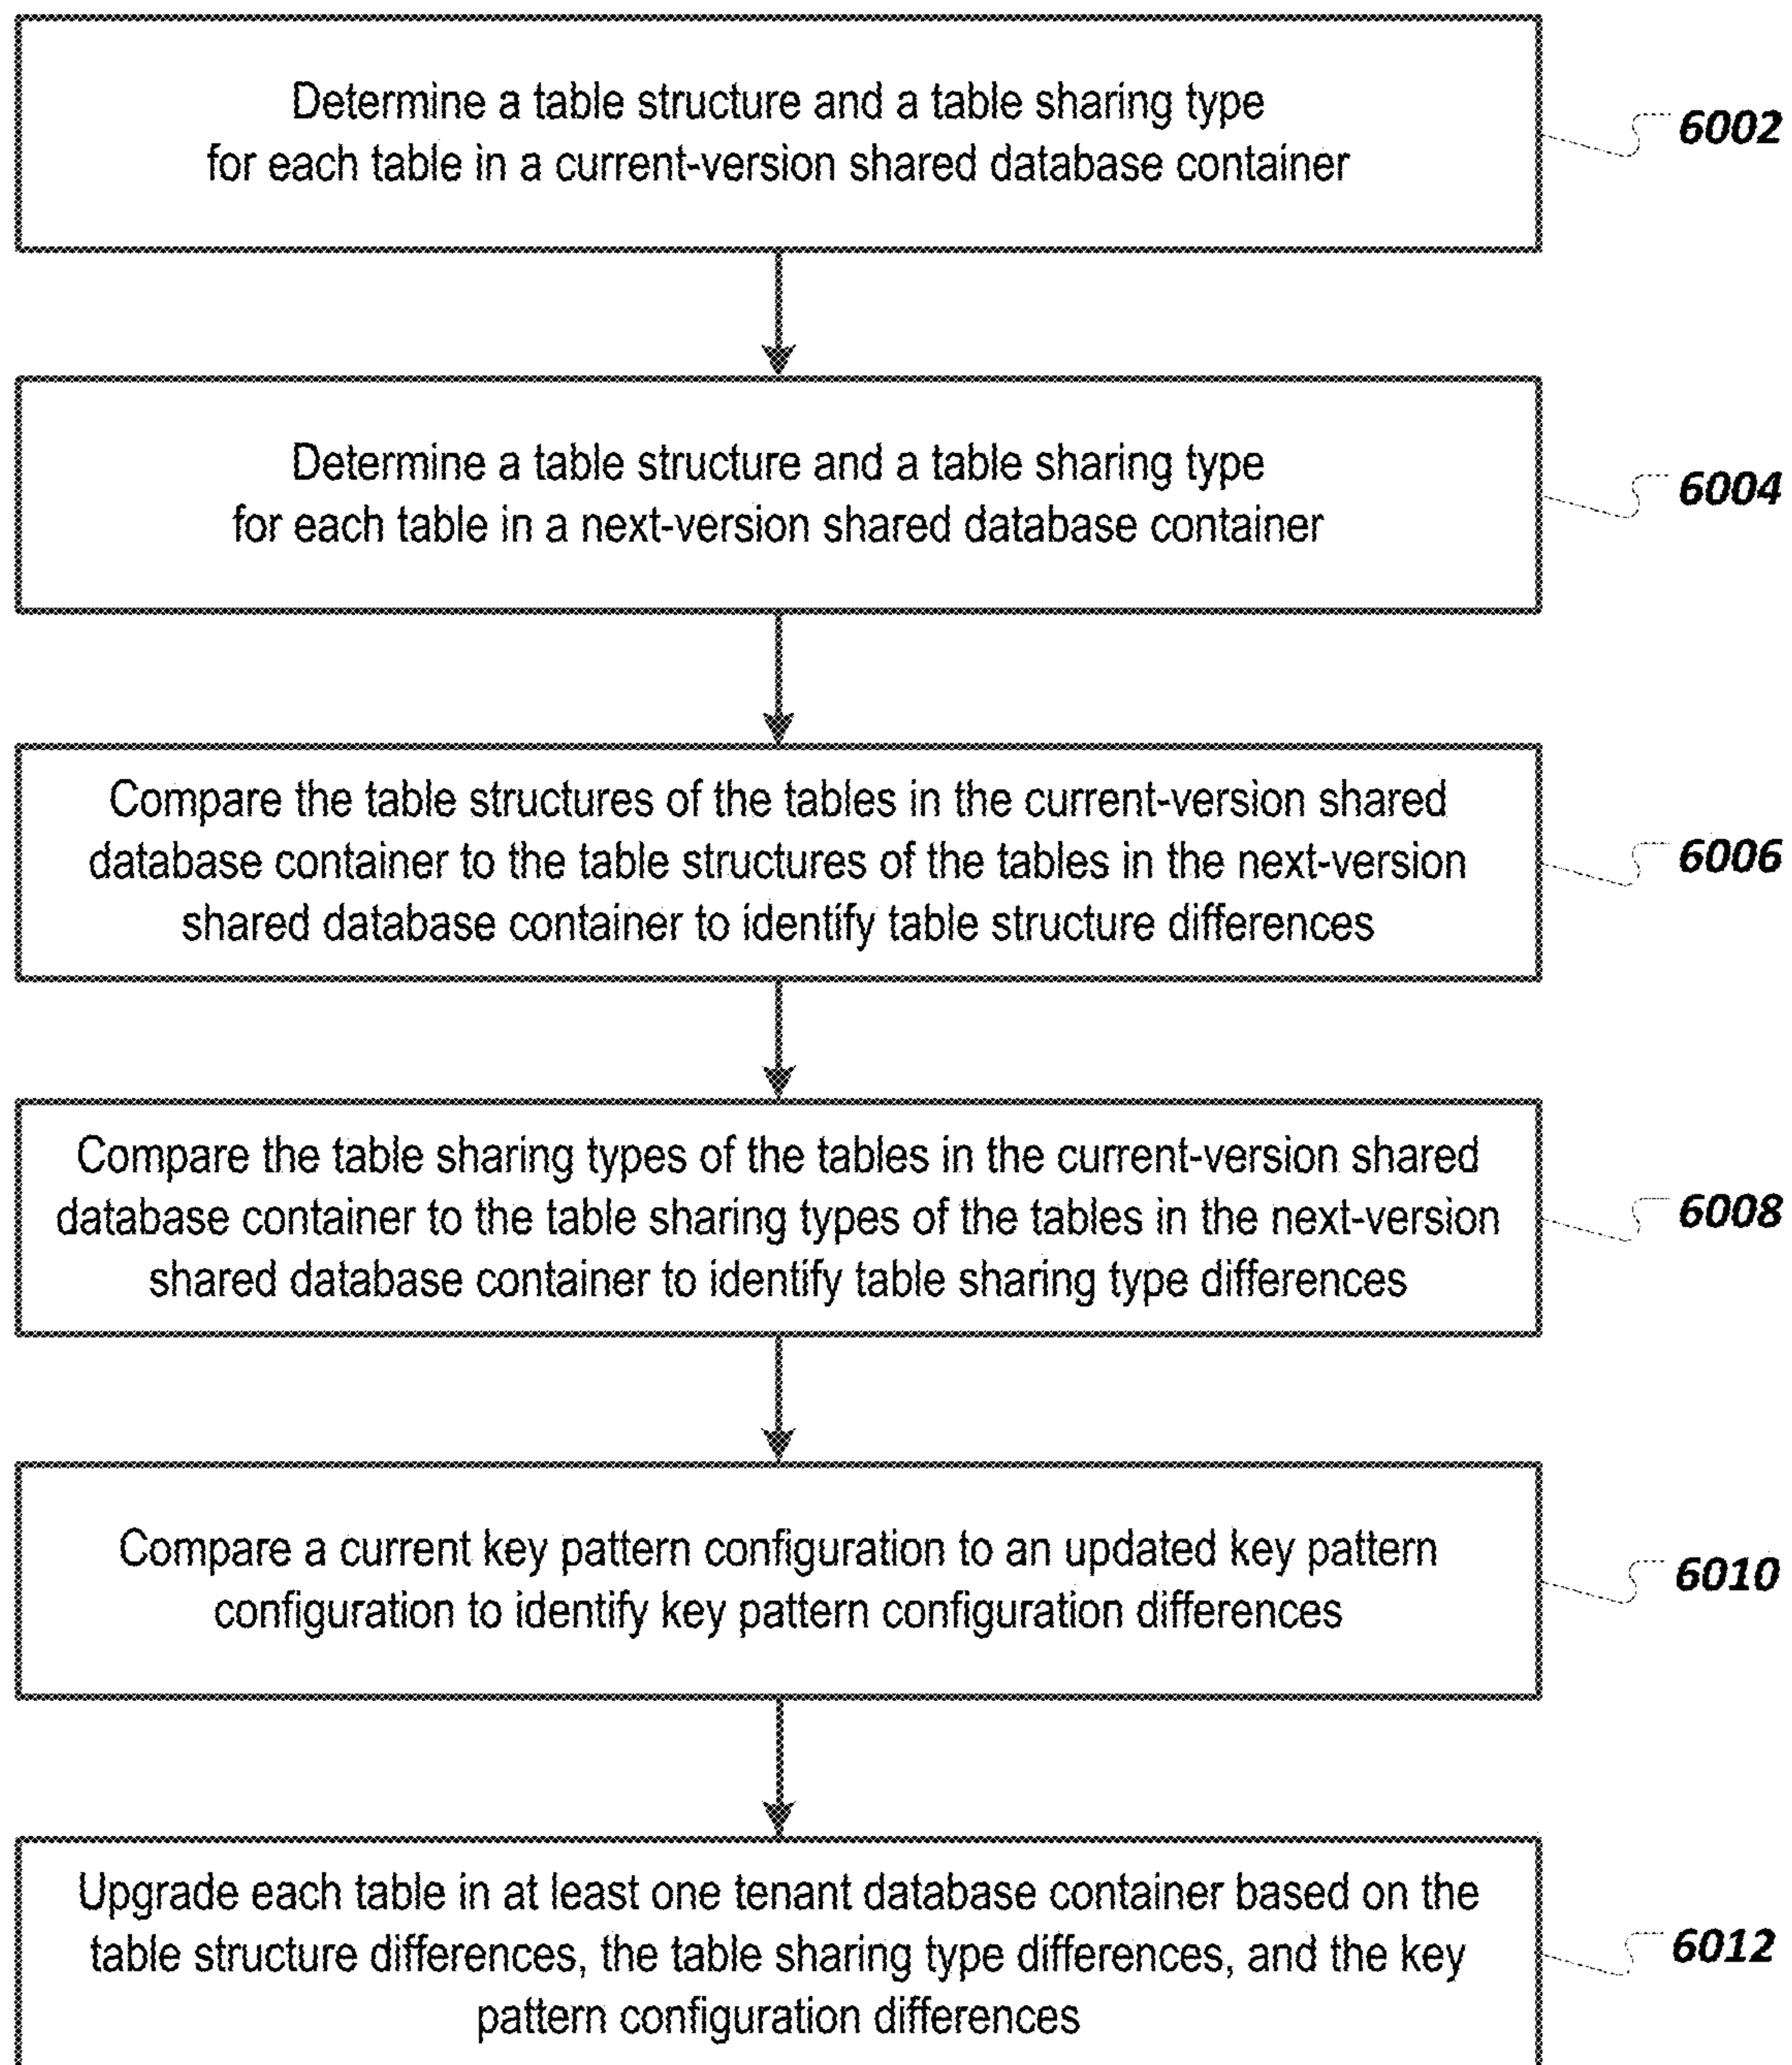 Determine a table structure and a table sharing type
for each table in a current-version shared database container
6002
Determine a table structure and a table sharing type
for each table in a next-version shared database container
6004
Compare the table structures of the tables in the current-version shared
database container to the table structures of the tables in the next-version
shared database container to identify table structure differences
6006
Compare the table sharing types of the tables in the current-version shared
database container to the table sharing types of the tables in the next-version
shared database container to identify table sharing type differences
6008
Compare a current key pattern configuration to an updated key pattern
configuration to identify key pattern configuration differences
6010
Upgrade each table in at least one tenant database container based on the
table structure differences, the table sharing type differences, and the key
pattern configuration differences
6012